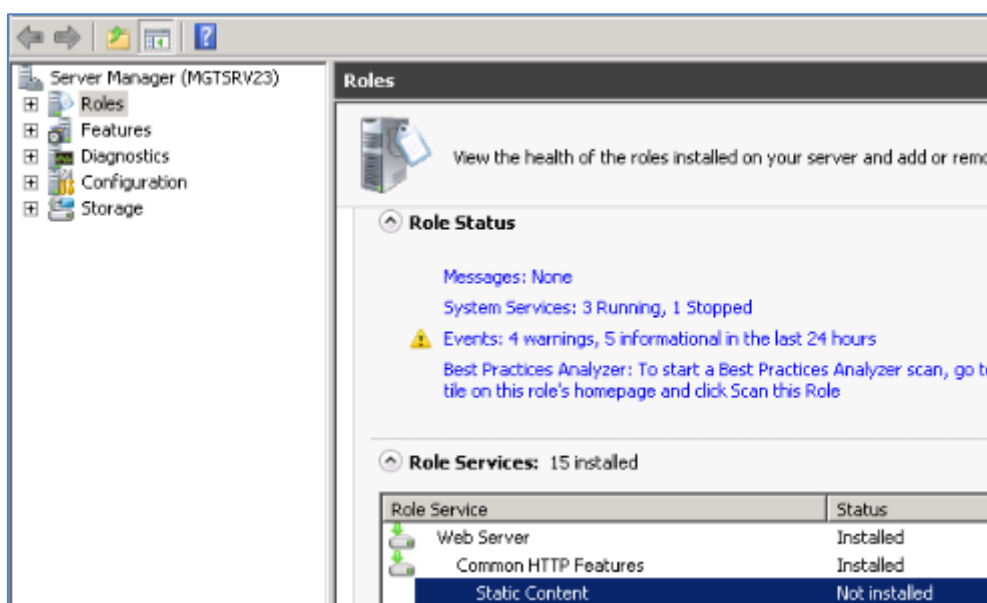 Server Manager (MGTSRV23)
Roles
Features
Diagnostics
Configuration
Storage
Roles
View the health of the roles installed on your server and add or remo
Role Status
Messages: None
System Services: 3 Running, 1 Stopped
Events: 4 warnings, 5 informational in the last 24 hours
Best Practices Analyzer: To start a Best Practices Analyzer scan, go to
tile on this role's homepage and click Scan this Role
Role Services: 15 installed
Role Service Status
Web Server Installed
Common HTTP Features Installed
Static Content Not installed